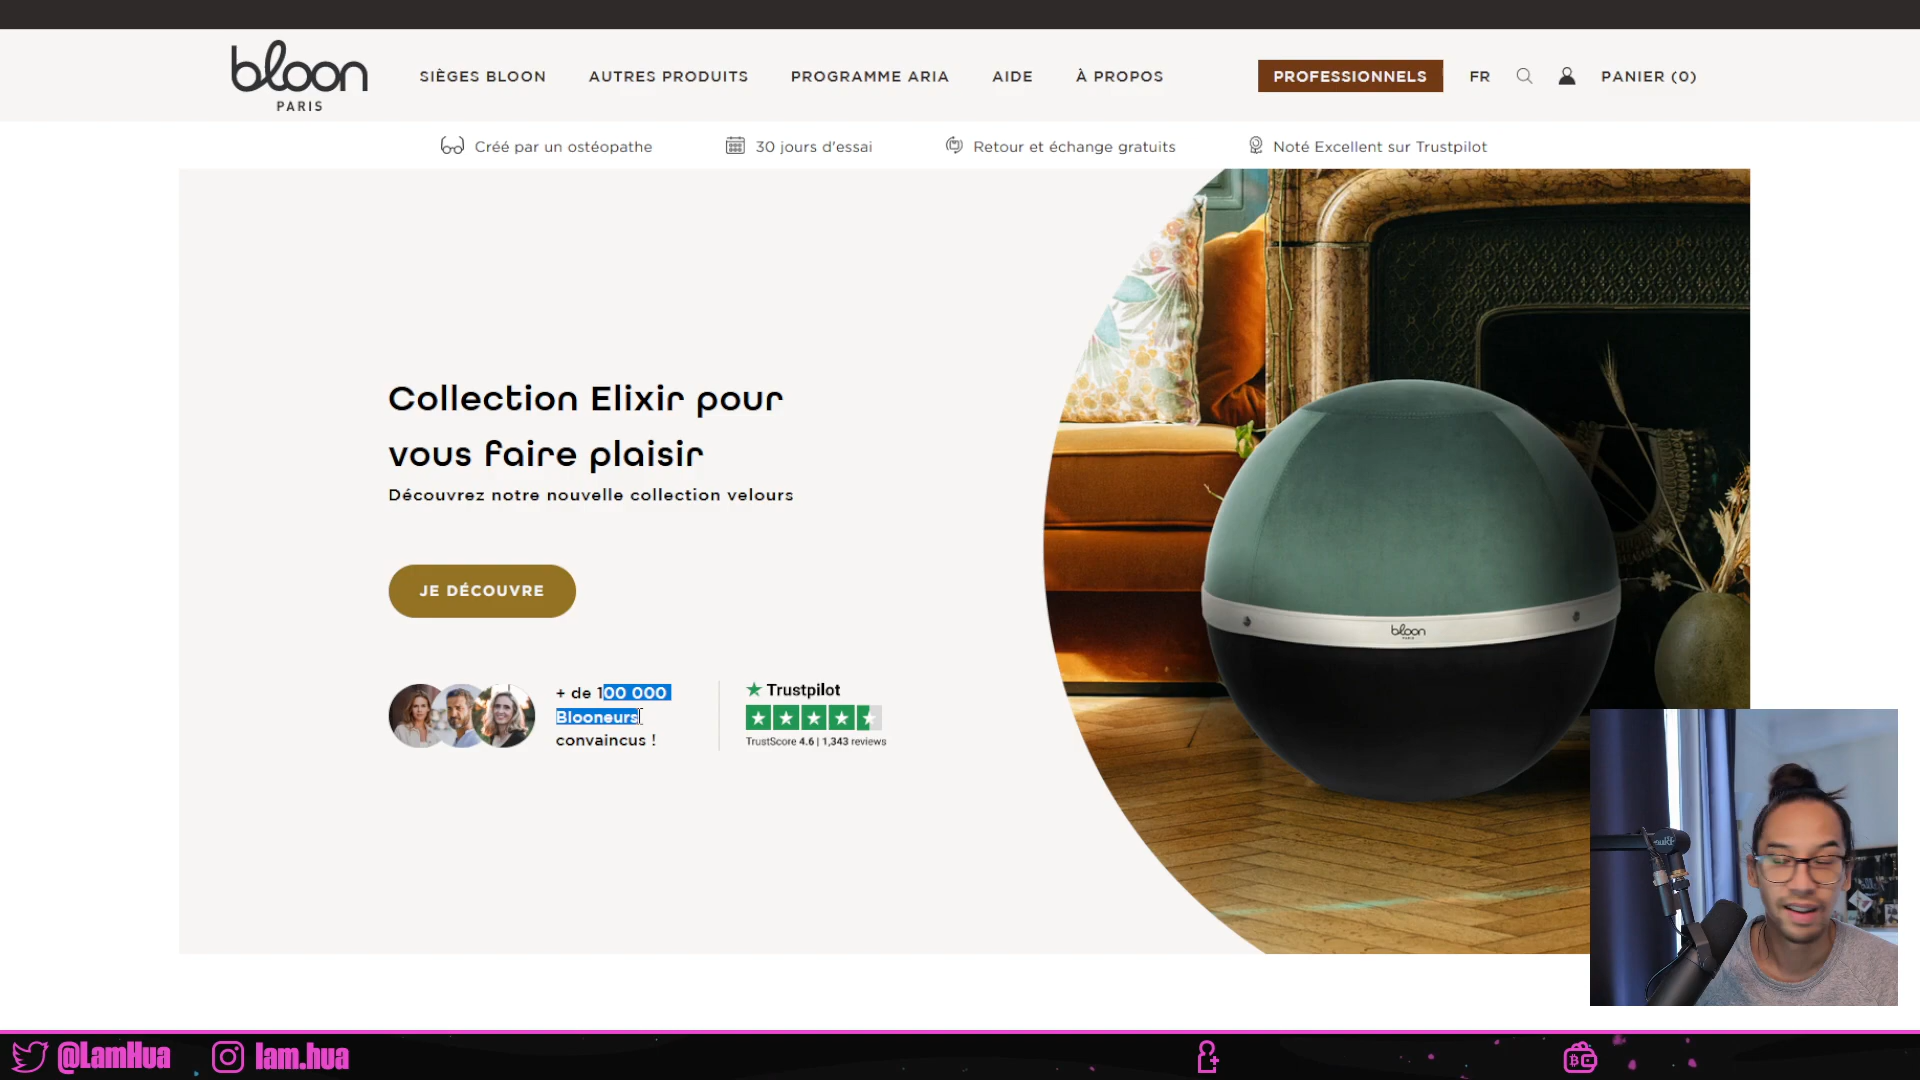 bloon
PARIS
SIÈGES BLOON
AUTRES PRODUITS
PROGRAMME ARIA
AIDE
À PROPOS
PROFESSIONNELS
FR
PANIER (0)
Créé par un ostéopathe
30 jours d'essai
Retour et échange gratuits
Noté Excellent sur Trustpilot
Collection Elixir pour
vous faire plaisir
Découvrez notre nouvelle collection velours
JE DÉCOUVRE
+ de 100 000
Blooneurs
convaincus !
Trustpilot
TrustScore 4.6 | 1,343 reviews
bloon
@LamHua
lam.hua